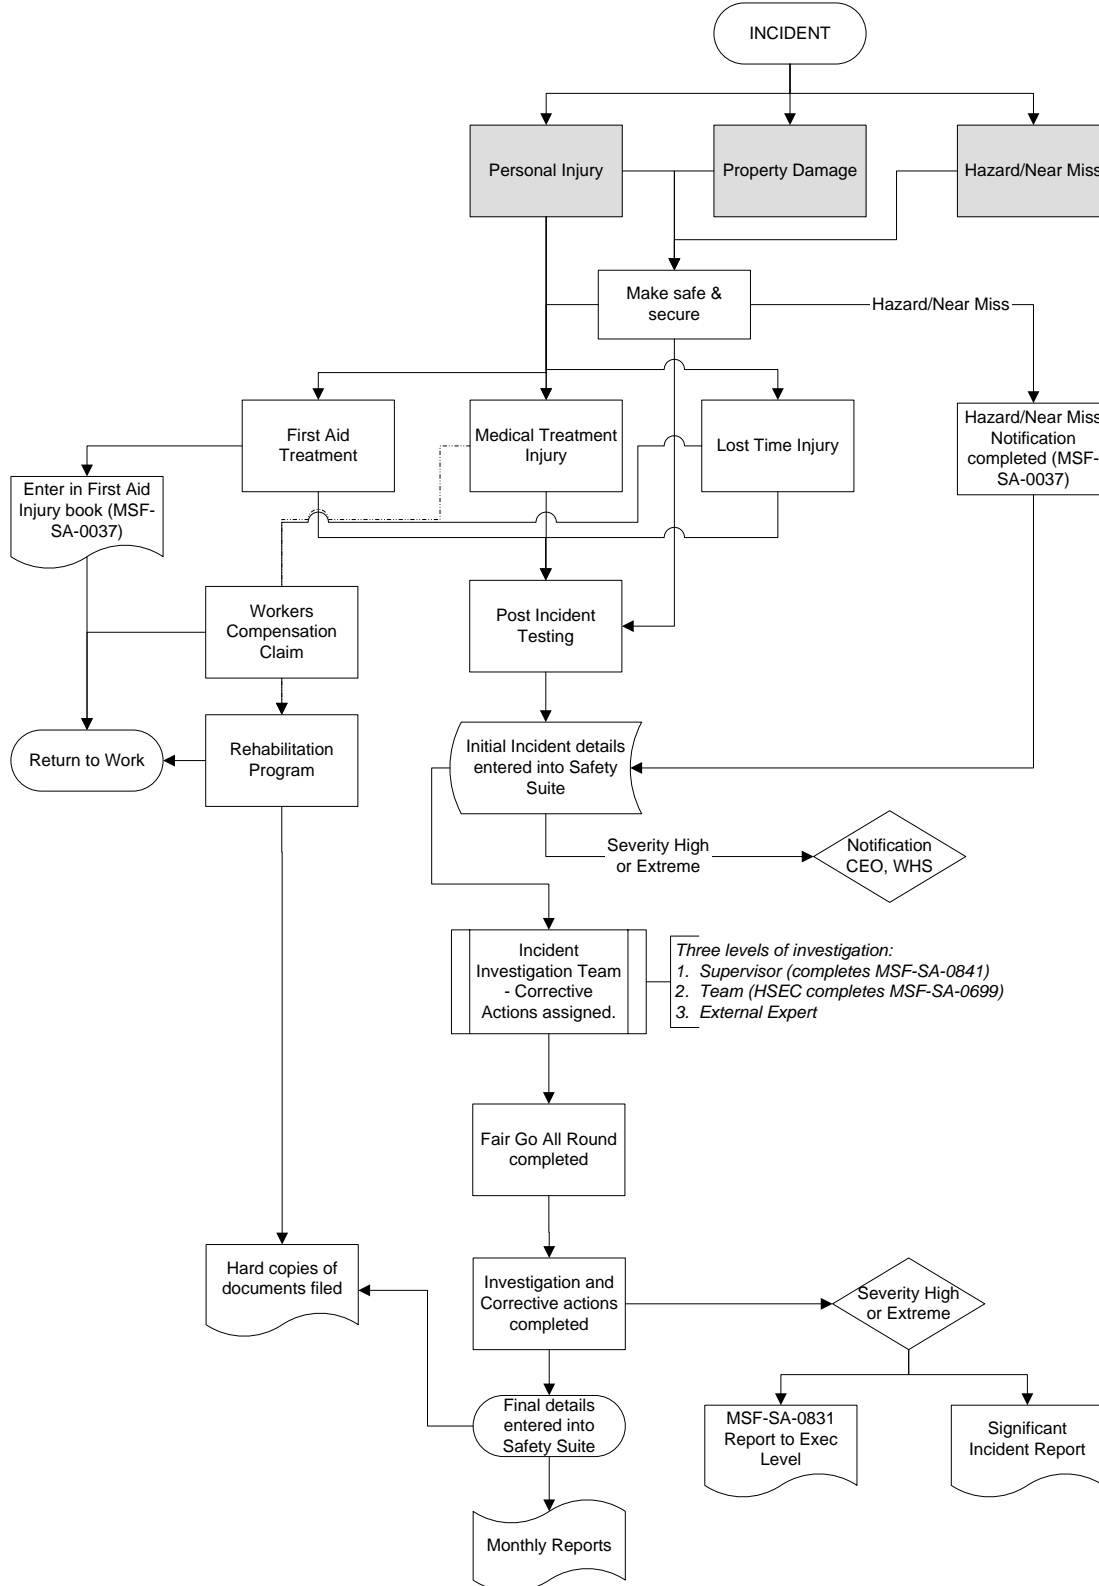 INCIDENT
Personal Injury
Property Damage
Hazard/Near Miss
Make safe &
secure
Hazard/Near Miss
First Aid
Treatment
Medical Treatment
Injury
Lost Time Injury
Hazard/Near Miss
Notification
completed (MSF-
SA-0037)
Enter in First Aid
Injury book (MSF-
SA-0037)
Workers
Compensation
Claim
Post Incident
Testing
Return to Work
Rehabilitation
Program
Initial Incident details
entered into Safety
Suite
Severity High
or Extreme
Notification
CEO, WHS
Incident
Investigation Team
- Corrective
Actions assigned.
Three levels of investigation:
1. Supervisor (completes MSF-SA-0841)
2. Team (HSEC completes MSF-SA-0699)
3. External Expert
Fair Go All Round
completed
Hard copies of
documents filed
Investigation and
Corrective actions
completed
Severity High
or Extreme
Final details
entered into
Safety Suite
MSF-SA-0831
Report to Exec
Level
Significant
Incident Report
Monthly Reports